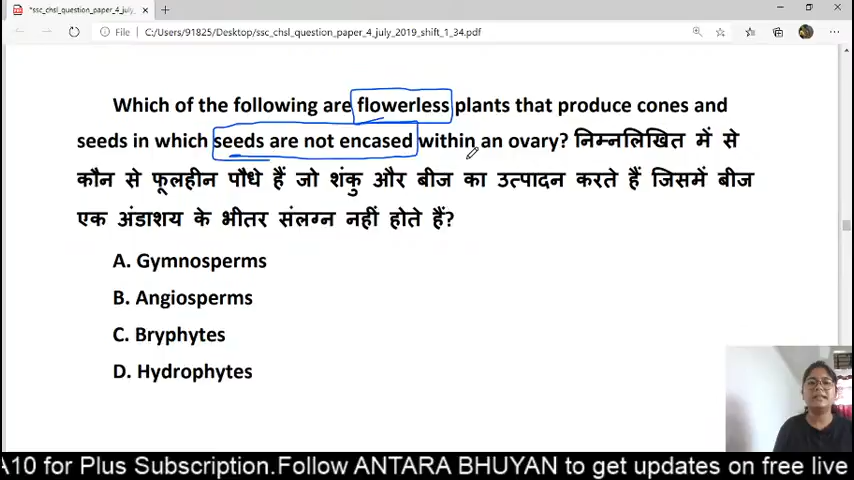 *ssc_chsl_question_paper_4_july_2019_shift_1_34.pdf
File
C:/Users/91825/Desktop/ssc_chsl_question_paper_4_july_2019_shift_1_34.pdf
Which of the following are flowerless plants that produce cones and
seeds in which seeds are not encased within an ovary? निम्नलिखित में से
कौन से फूलहीन पौधे हैं जो शंकु और बीज का उत्पादन करते हैं जिसमें बीज
एक अंडाशय के भीतर संलग्न नहीं होते हैं?
A. Gymnosperms
B. Angiosperms
C. Bryphytes
D. Hydrophytes
A10 for Plus Subscription.Follow ANTARA BHUYAN to get updates on free live